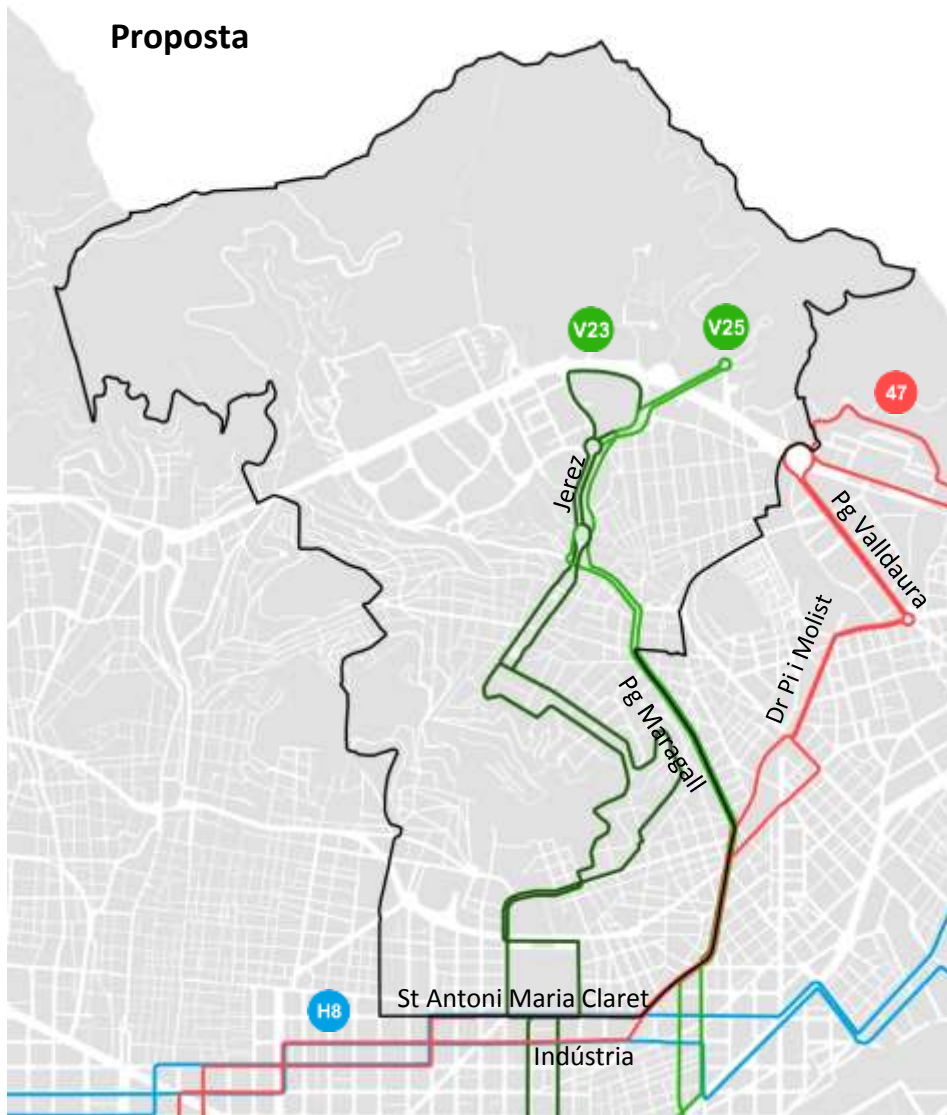 Proposta
V23
V25
47
Jerez
Pg Valldaura
Dr Pi i Molist
Pg Maragall
St Antoni Maria Claret
H8
Indústria